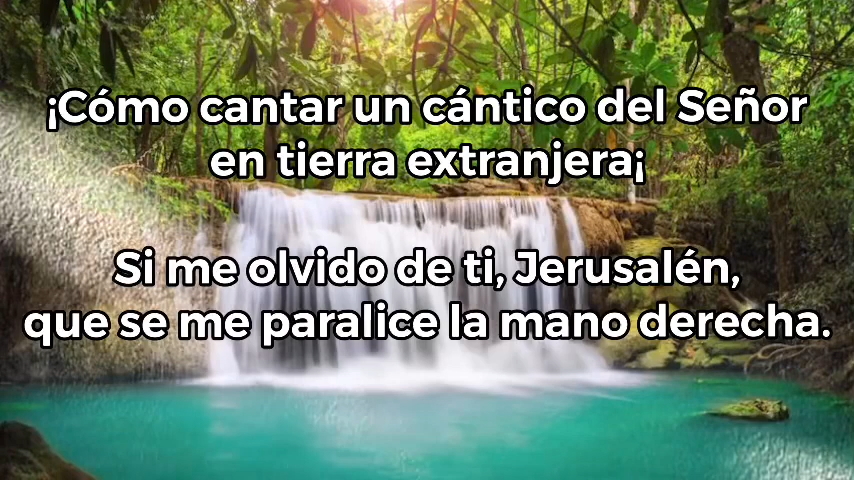 ¡Cómo cantar un cántico del Señor
en tierra extranjera¡
Si me olvido de ti, Jerusalén,
que se me paralice la mano derecha.